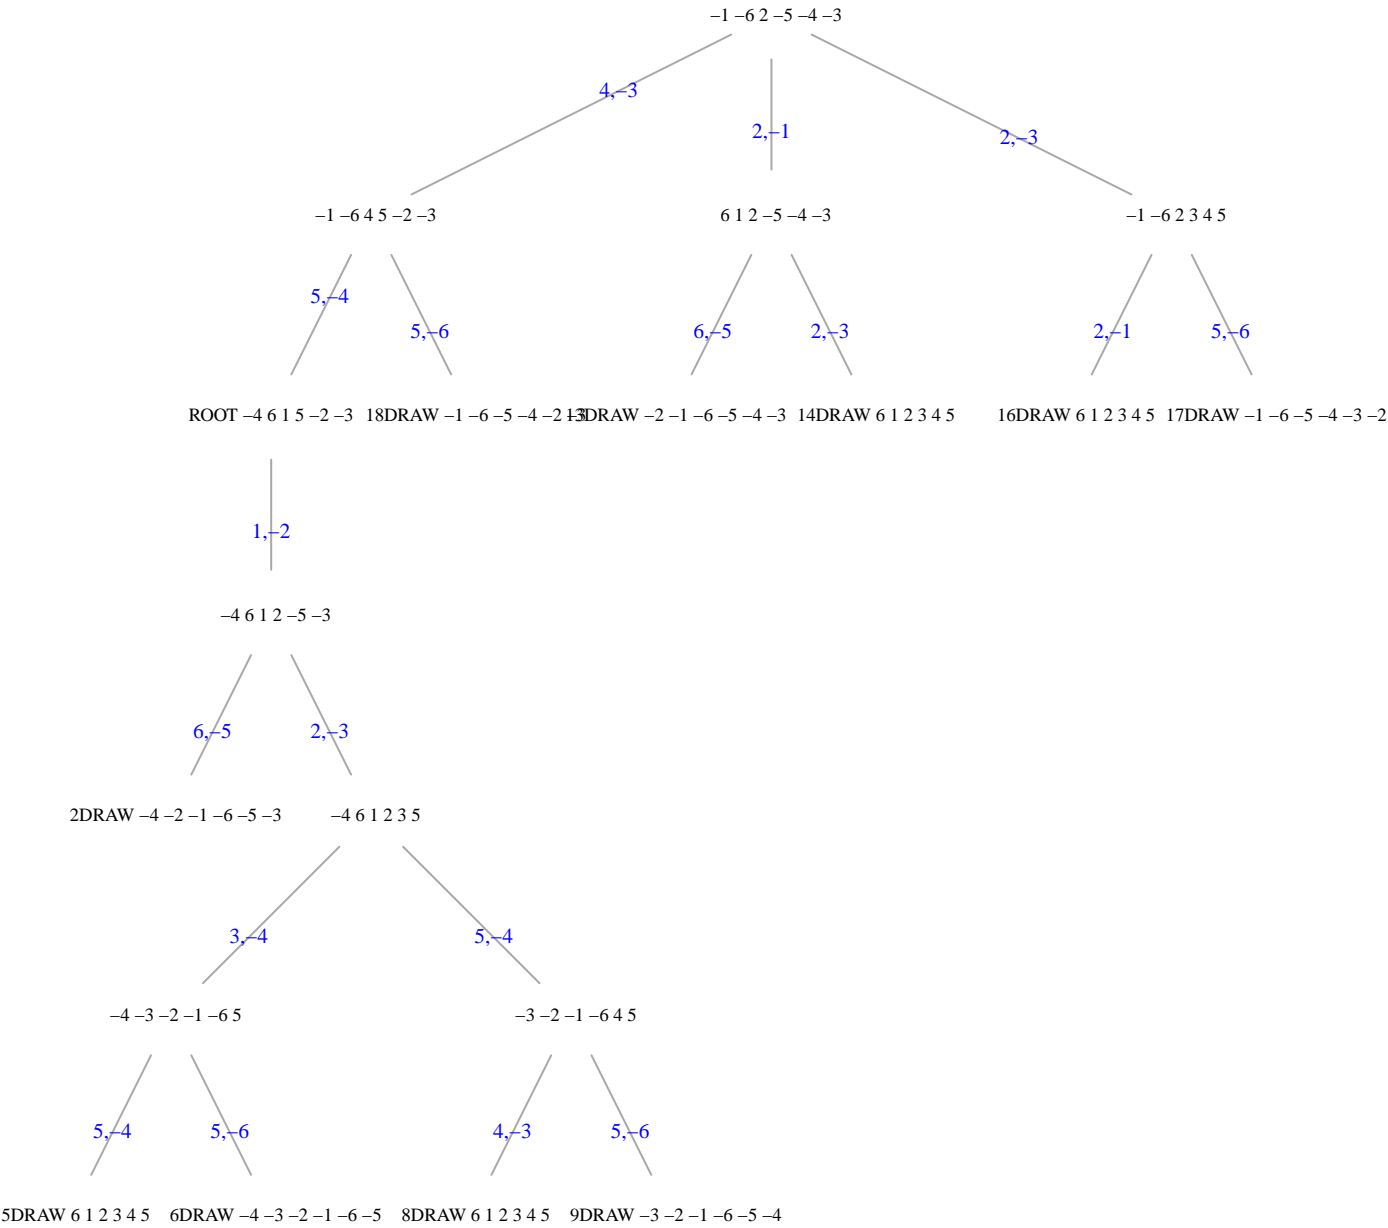 –1 –6 2 –5 –4 –3
4,–3
2,–1
2,–3
–1 –6 4 5 –2 –3
6 1 2 –5 –4 –3
–1 –6 2 3 4 5
5,–4
5,–6
6,–5
2,–3
2,–1
5,–6
ROOT –4 6 1 5 –2 –3
18DRAW –1 –6 –5 –4 –2 –3
13DRAW –2 –1 –6 –5 –4 –3
14DRAW 6 1 2 3 4 5
16DRAW 6 1 2 3 4 5
17DRAW –1 –6 –5 –4 –3 –2
1,–2
–4 6 1 2 –5 –3
6,–5
2,–3
2DRAW –4 –2 –1 –6 –5 –3
–4 6 1 2 3 5
3,–4
5,–4
–4 –3 –2 –1 –6 5
–3 –2 –1 –6 4 5
5,–4
5,–6
4,–3
5,–6
5DRAW 6 1 2 3 4 5
6DRAW –4 –3 –2 –1 –6 –5
8DRAW 6 1 2 3 4 5
9DRAW –3 –2 –1 –6 –5 –4